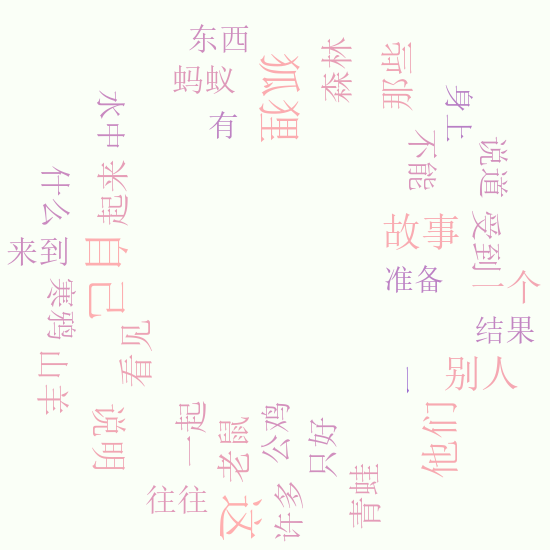 东西
蚂蚁
狐狸
森林
那些
有
身上
水中
不能
说道
什么
起来
故事
受到
来到
自己
准备
一个
寒鸦
看见
结果
山羊
一
别人
说明
一起
老鼠
公鸡
只好
他们
往往
这
许多
青蛙